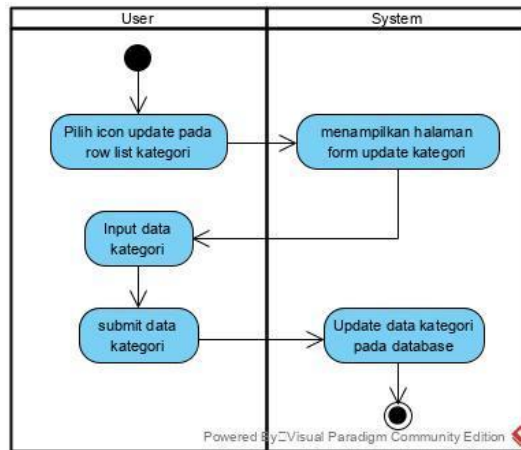 User
System
Pilih icon update pada
row list kategori
menampilkan halaman
form update kategori
Input data
kategori
submit data
kategori
Update data kategori
pada database
Powered By Visual Paradigm Community Edition